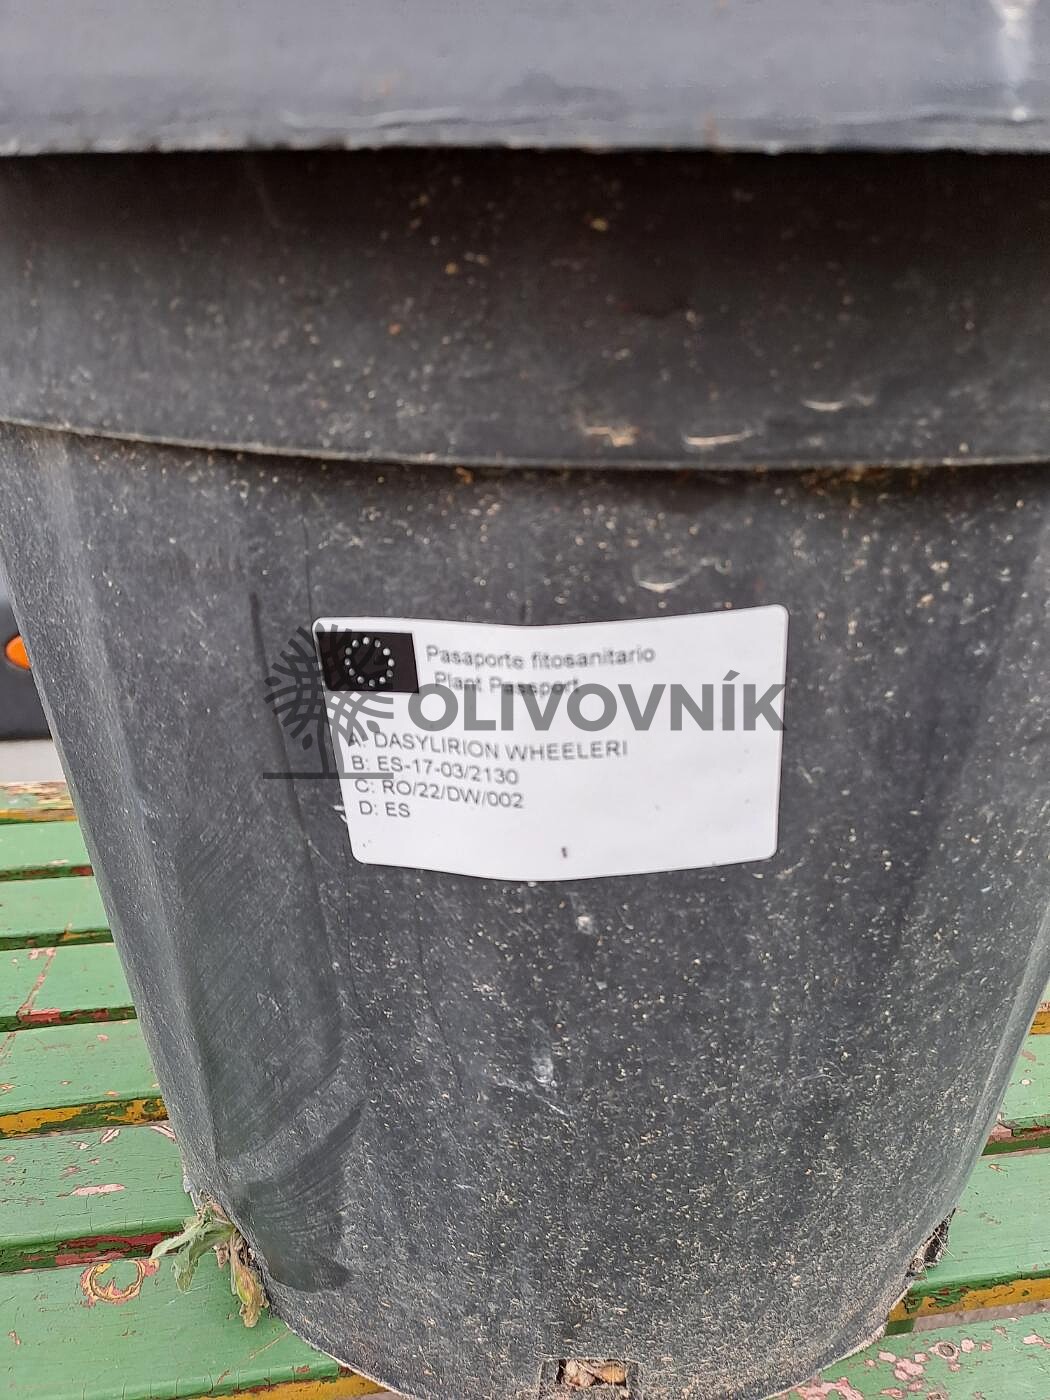 Pasaporte fitosanitario
Plant Passport
OLIVOVNÍK
A: DASYLIRION WHEELERI
B: ES-17-03/2130
C: RO/22/DW/002
D: ES